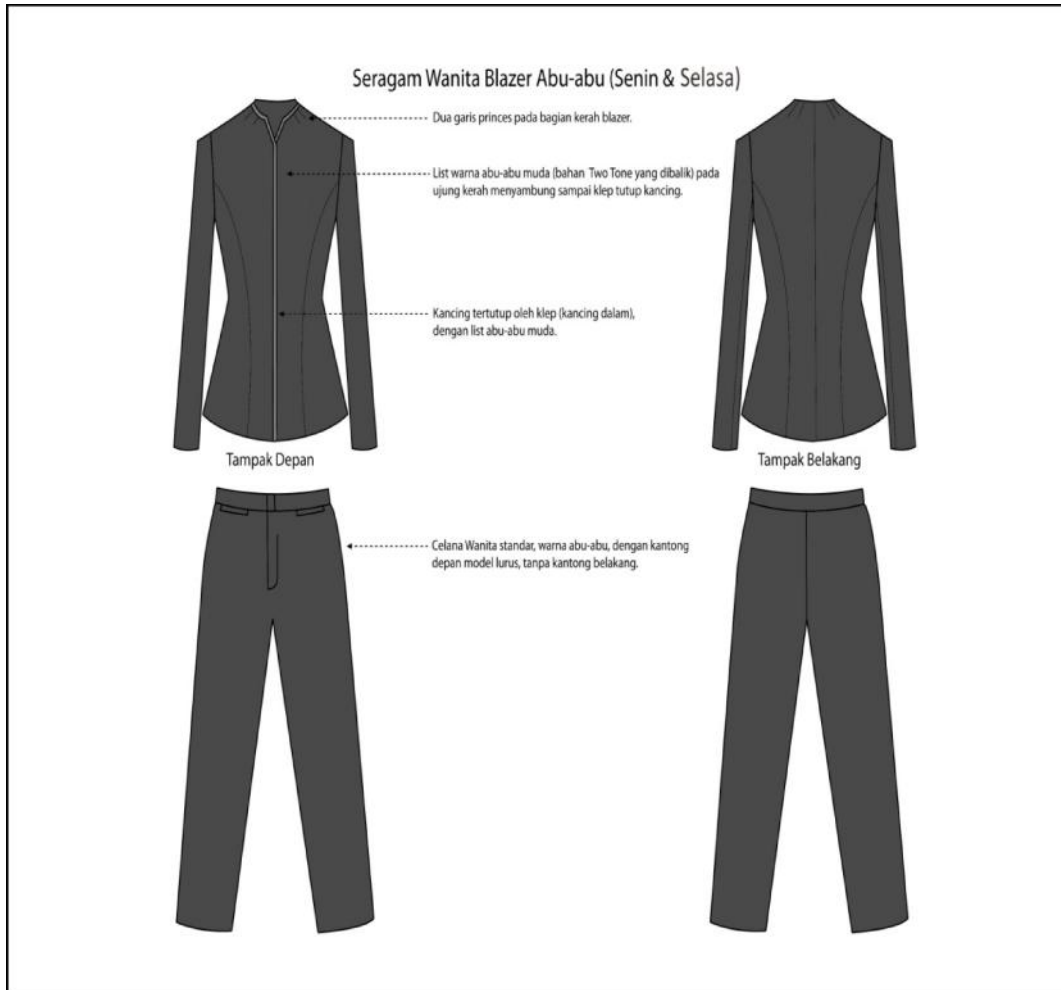 Seragam Wanita Blazer Abu-abu (Senin & Selasa)
Dua garis princes pada bagian kerah blazer.
List warna abu-abu muda (bahan Two Tone yang dibalik) pada
ujung kerah menyambung sampai klep tutup kancing.
Kancing tertutup oleh klep (kancing dalam),
dengan list abu-abu muda.
Tampak Depan
Tampak Belakang
Celana Wanita standar, warna abu-abu, dengan kantong
depan model lurus, tanpa kantong belakang.